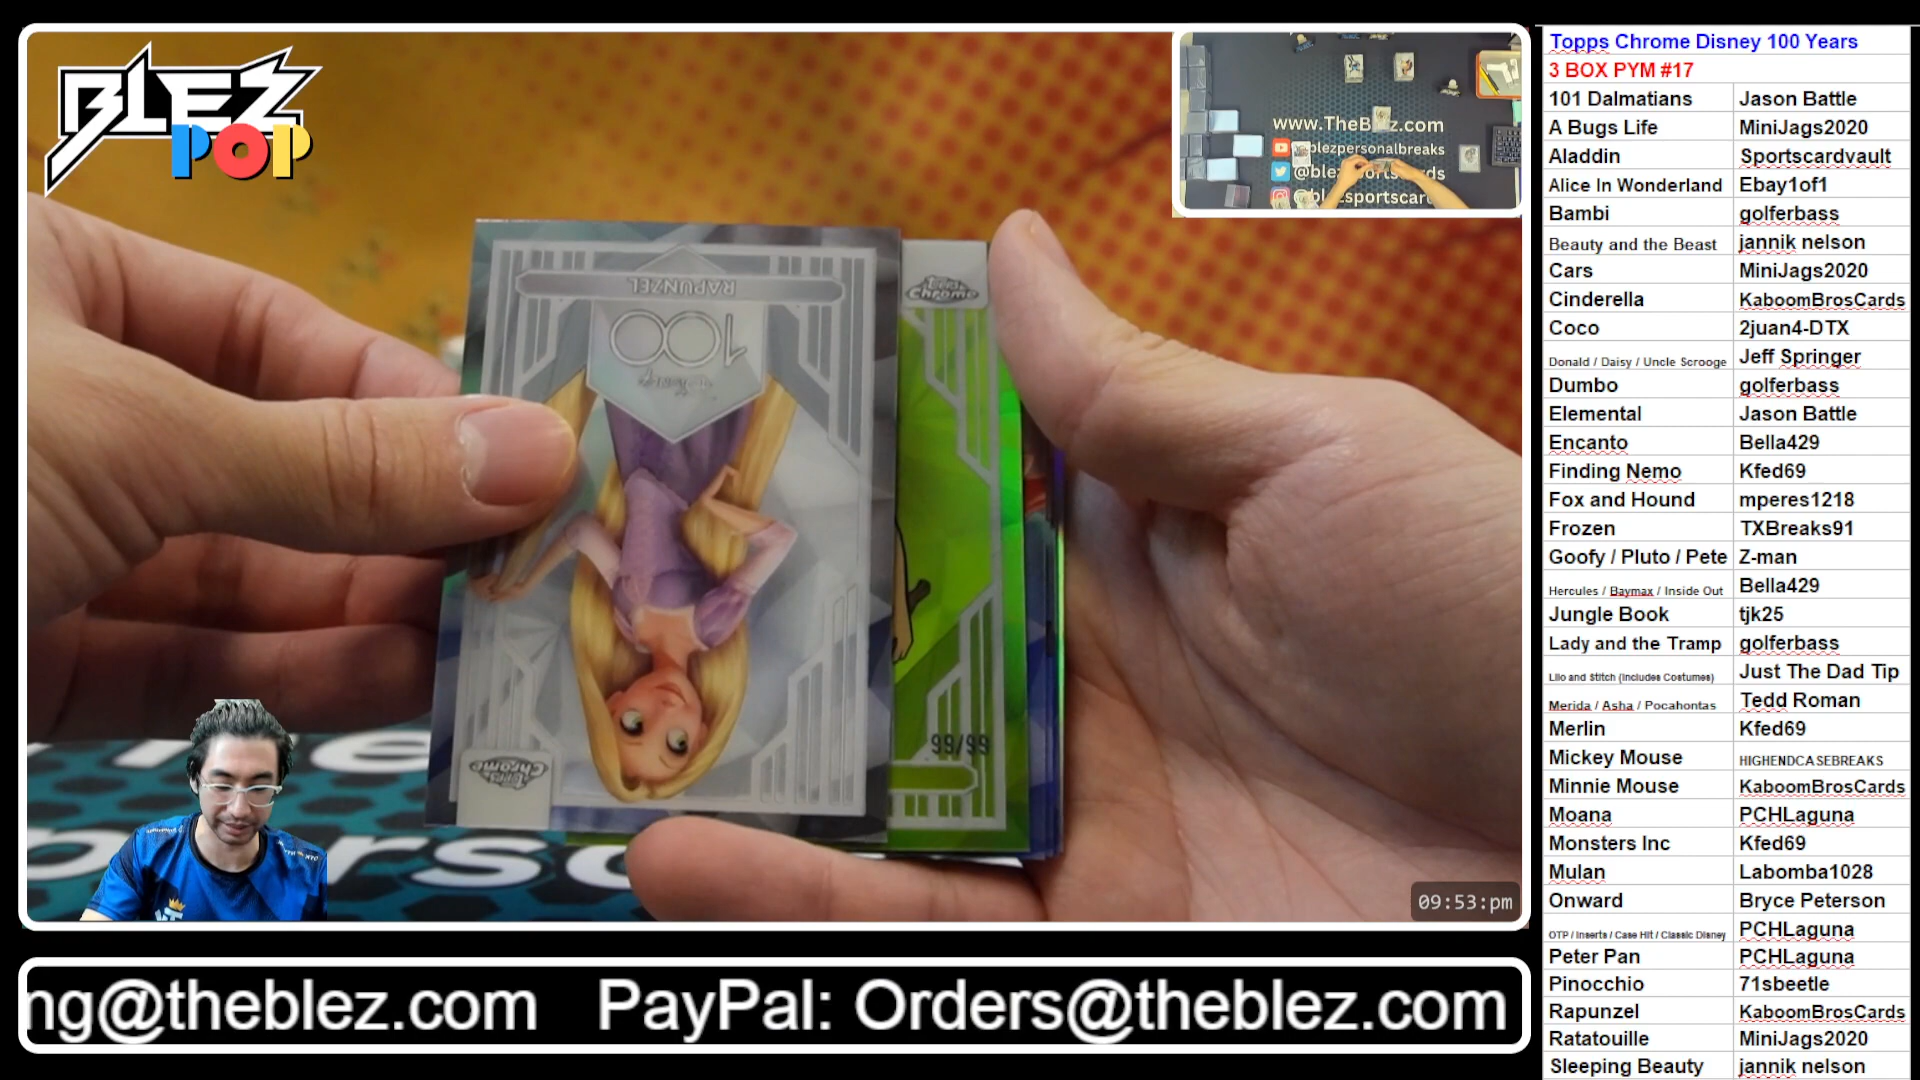 BLEZ
POP
www.TheBlez.com
blezpersonalbreaks
RAPUNZEL
100
Disney
Topps
Chrome
Topps
Chrome
99/99
09:53:pm
ng@theblez.com PayPal: Orders@theblez.com
Topps Chrome Disney 100 Years
3 BOX PYM #17
101 Dalmatians Jason Battle
A Bugs Life MiniJags2020
Aladdin Sportscardvault
Alice In Wonderland Ebay1of1
Bambi golferbass
Beauty and the Beast jannik nelson
Cars MiniJags2020
Cinderella KaboomBrosCards
Coco 2juan4-DTX
Donald / Daisy / Uncle Scrooge Jeff Springer
Dumbo golferbass
Elemental Jason Battle
Encanto Bella429
Finding Nemo Kfed69
Fox and Hound mperes1218
Frozen TXBreaks91
Goofy / Pluto / Pete Z-man
Hercules / Baymax / Inside Out Bella429
Jungle Book tjk25
Lady and the Tramp golferbass
Lilo and Stitch (Includes Costumes) Just The Dad Tip
Merida / Asha / Pocahontas Tedd Roman
Merlin Kfed69
Mickey Mouse HIGHENDCASEBREAKS
Minnie Mouse KaboomBrosCards
Moana PCHLaguna
Monsters Inc Kfed69
Mulan Labomba1028
Onward Bryce Peterson
OTP / Inserts / Case Hit / Classic Disney PCHLaguna
Peter Pan PCHLaguna
Pinocchio 71sbeetle
Rapunzel KaboomBrosCards
Ratatouille MiniJags2020
Sleeping Beauty jannik nelson